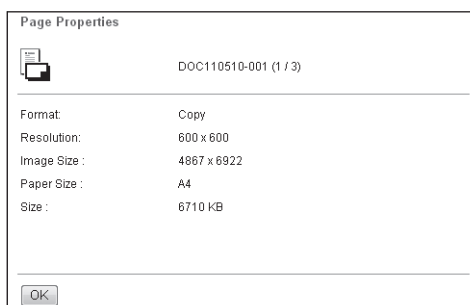 Page Properties
DOC110510-001 (1 / 3)
Format: Copy
Resolution: 600 x 600
Image Size : 4867 x 6922
Paper Size : A4
Size : 6710 KB
OK